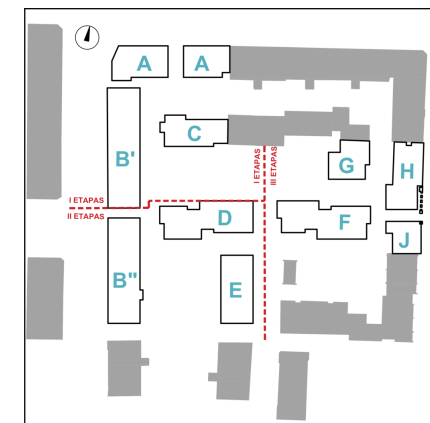 A A
C
B'
I ETAPAS
III ETAPAS
G
H
I ETAPAS
II ETAPAS
D
F
J
B"
E